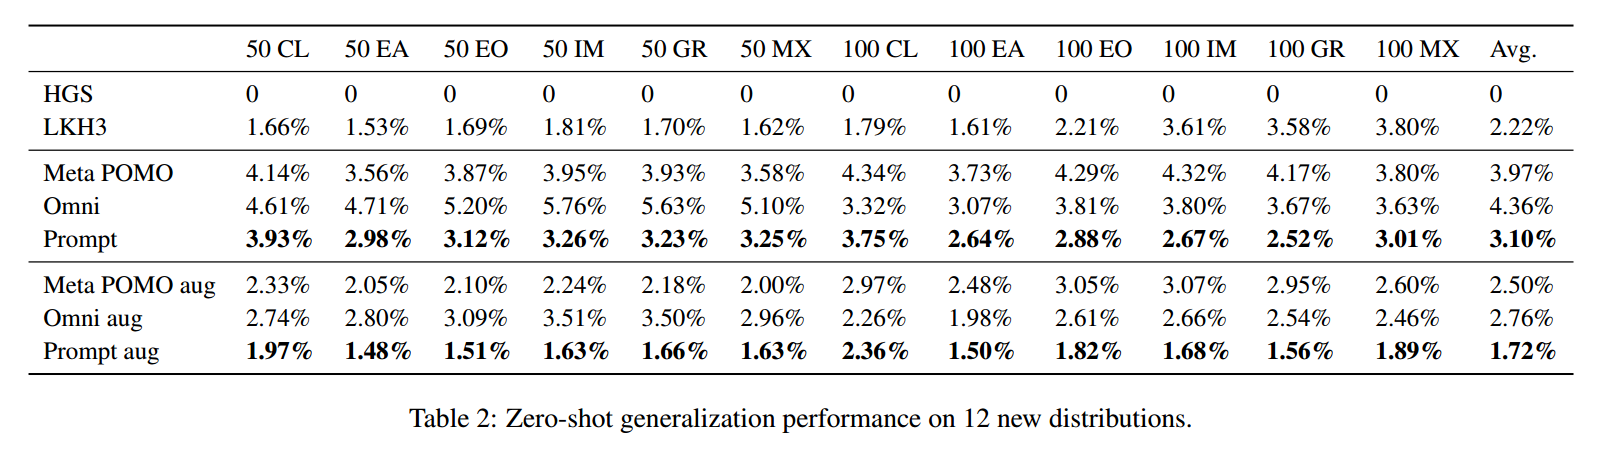 50 CL 50 EA 50 EO 50 IM 50 GR 50 MX 100 CL 100 EA 100 EO 100 IM 100 GR 100 MX Avg.
HGS 0 0 0 0 0 0 0 0 0 0 0 0 0
LKH3 1.66% 1.53% 1.69% 1.81% 1.70% 1.62% 1.79% 1.61% 2.21% 3.61% 3.58% 3.80% 2.22%
Meta POMO 4.14% 3.56% 3.87% 3.95% 3.93% 3.58% 4.34% 3.73% 4.29% 4.32% 4.17% 3.80% 3.97%
Omni 4.61% 4.71% 5.20% 5.76% 5.63% 5.10% 3.32% 3.07% 3.81% 3.80% 3.67% 3.63% 4.36%
Prompt 3.93% 2.98% 3.12% 3.26% 3.23% 3.25% 3.75% 2.64% 2.88% 2.67% 2.52% 3.01% 3.10%
Meta POMO aug 2.33% 2.05% 2.10% 2.24% 2.18% 2.00% 2.97% 2.48% 3.05% 3.07% 2.95% 2.60% 2.50%
Omni aug 2.74% 2.80% 3.09% 3.51% 3.50% 2.96% 2.26% 1.98% 2.61% 2.66% 2.54% 2.46% 2.76%
Prompt aug 1.97% 1.48% 1.51% 1.63% 1.66% 1.63% 2.36% 1.50% 1.82% 1.68% 1.56% 1.89% 1.72%
Table 2: Zero-shot generalization performance on 12 new distributions.